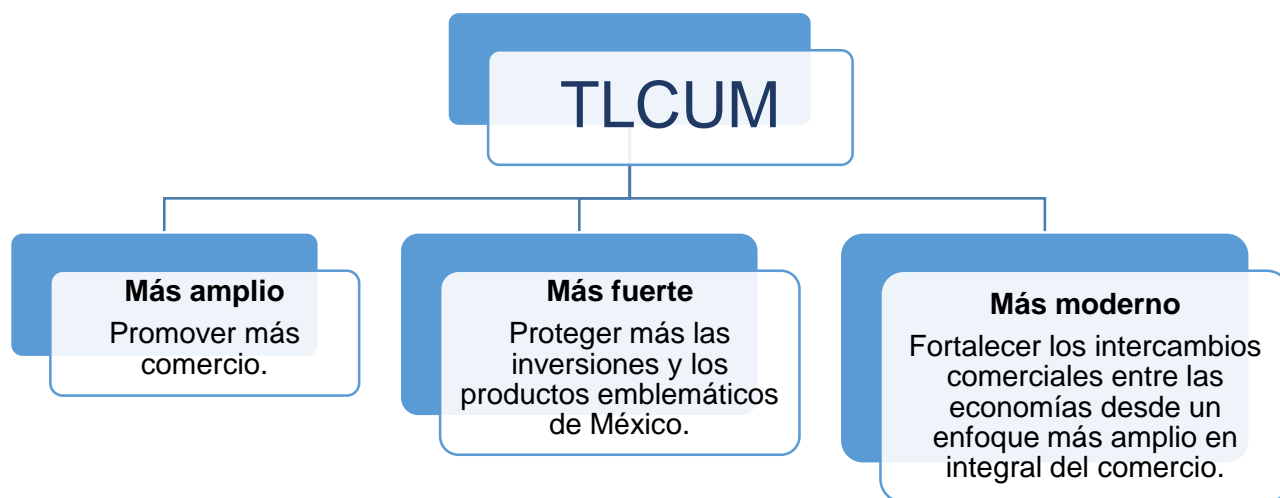 TLCUM
Más amplio
Promover más
comercio.
Más fuerte
Proteger más las
inversiones y los
productos emblemáticos
de México.
Más moderno
Fortalecer los intercambios
comerciales entre las
economías desde un
enfoque más amplio en
integral del comercio.